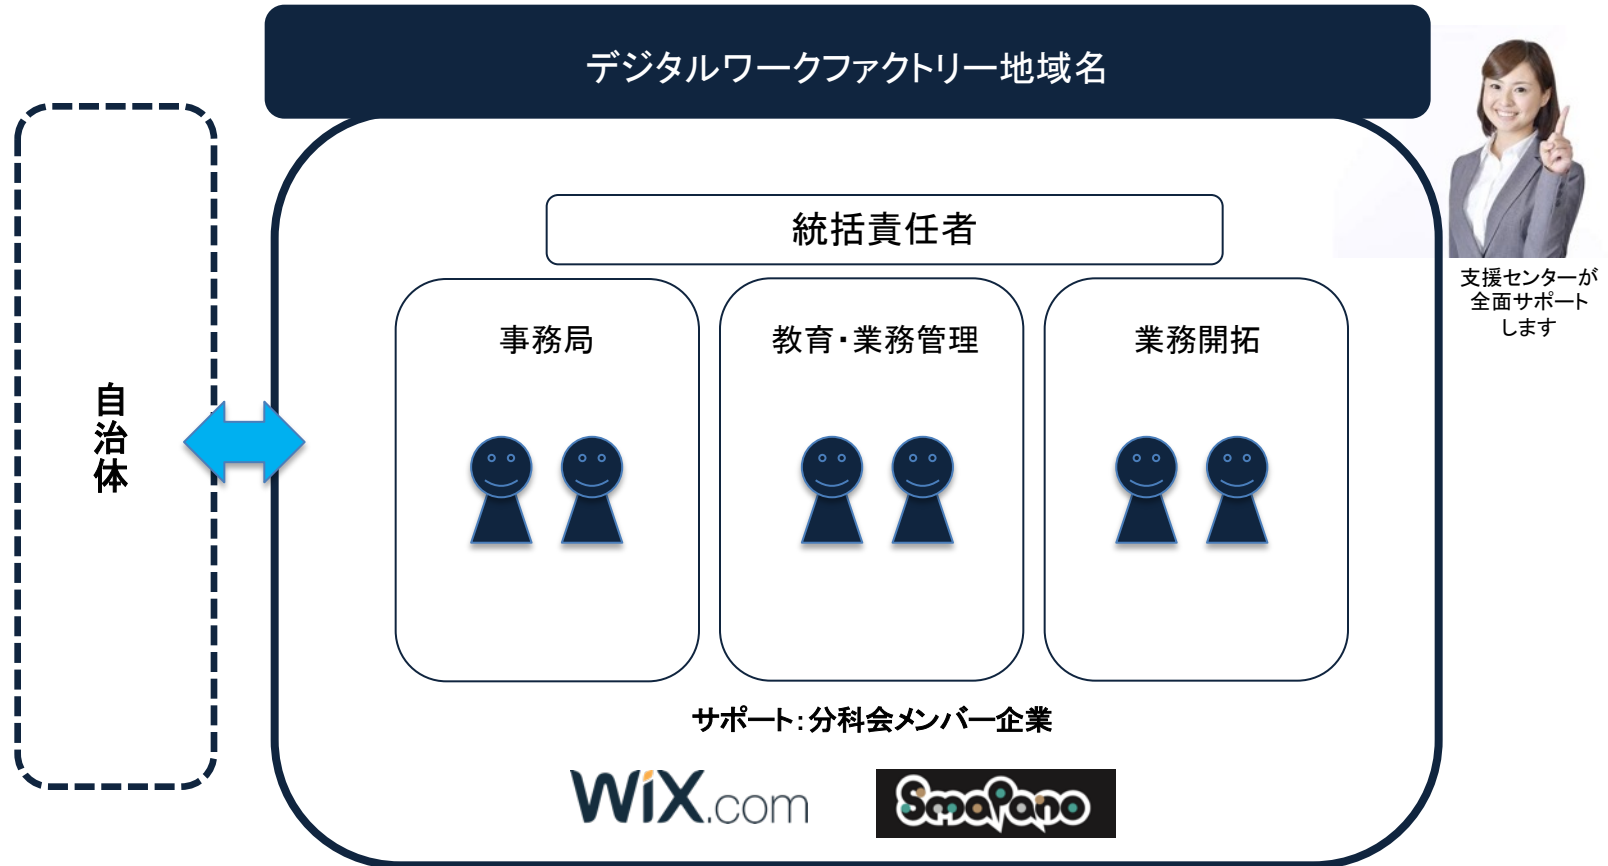 デジタルワークファクトリー地域名
統括責任者
事務局
教育・業務管理
業務開拓
自治体
支援センターが
全面サポート
します
サポート：分科会メンバー企業
WiX.com
SmaPano